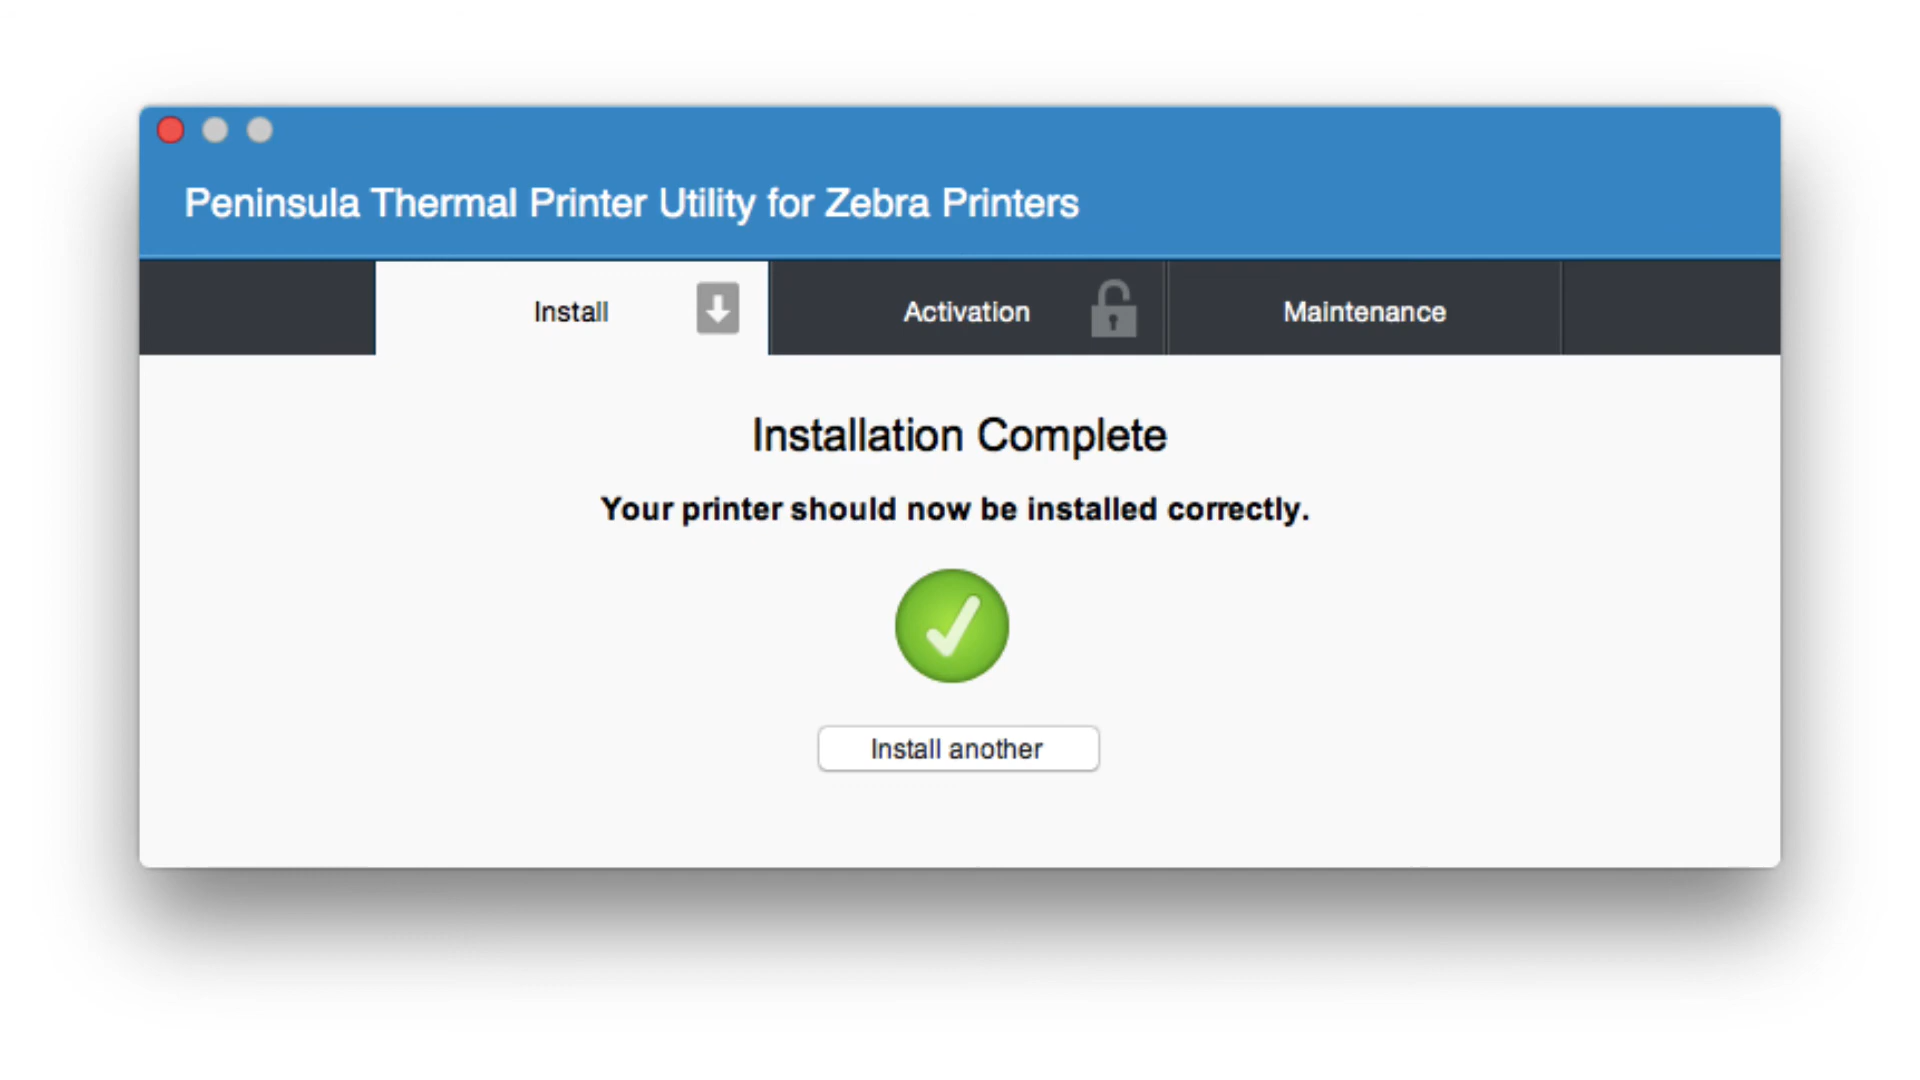 Peninsula Thermal Printer Utility for Zebra Printers
Install
Activation
Maintenance
Installation Complete
Your printer should now be installed correctly.
Install another